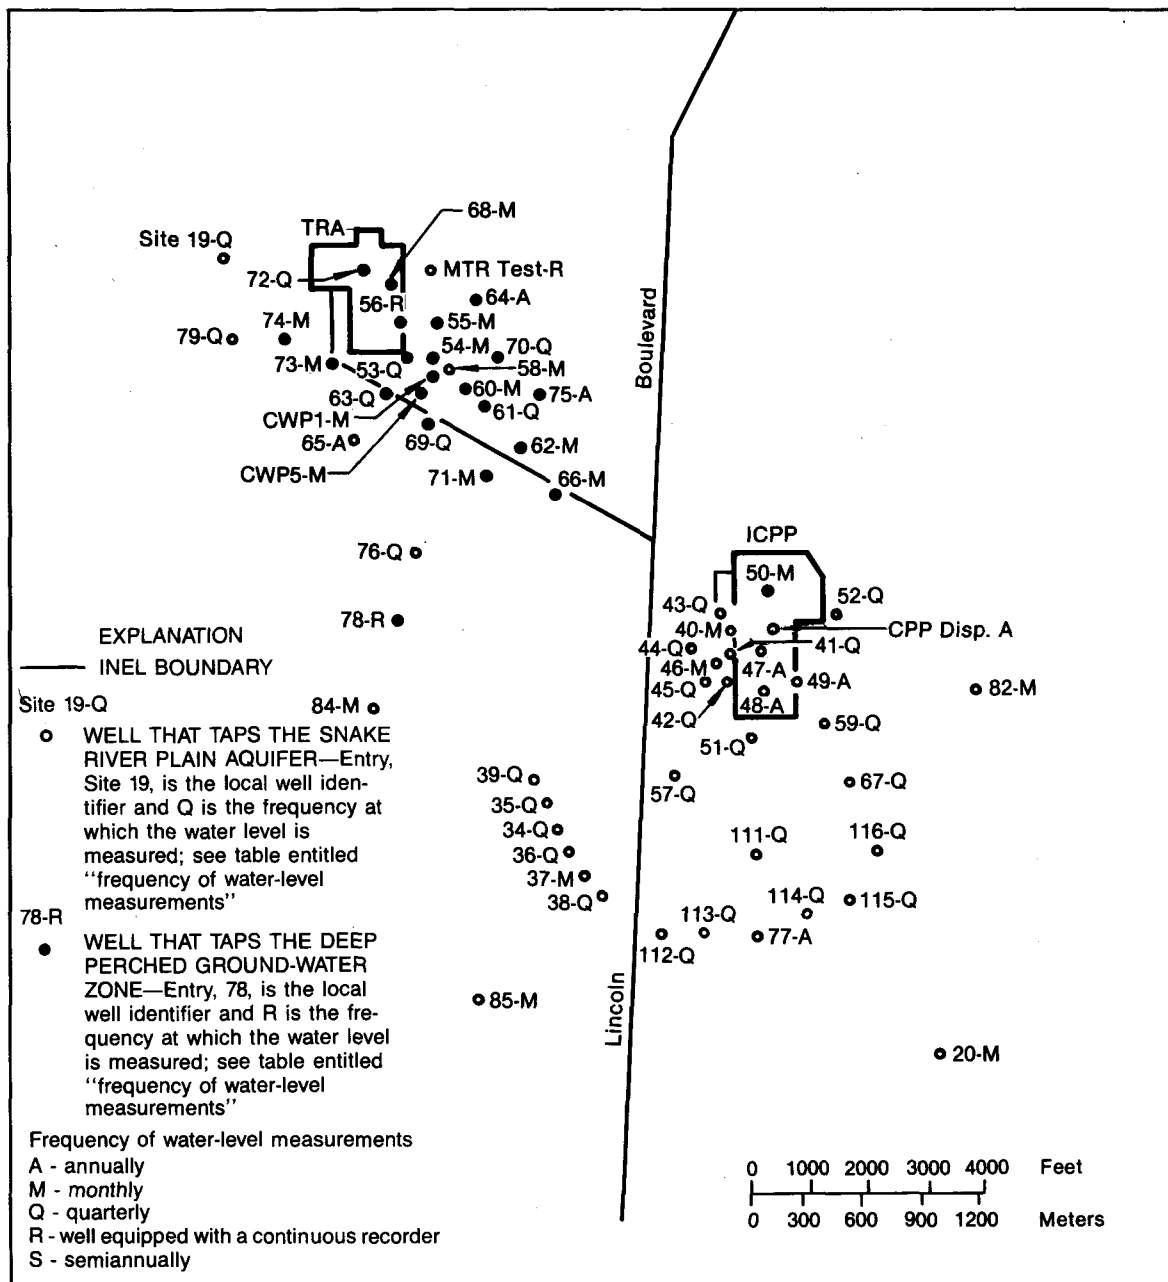 68-M
TRA
Site 19-Q
MTR Test-R
72-Q
64-A
56-R
74-M
55-M
79-Q
54-M
70-Q
73-M
53-Q
58-M
63-Q
60-M
75-A
CWP1-M
61-Q
65-A
69-Q
62-M
CWP5-M
71-M
66-M
Boulevard
ICPP
76-Q
50-M
43-Q
52-Q
78-R
40-M
CPP Disp. A
44-Q
41-Q
46-M
47-A
45-Q
49-A
82-M
48-A
42-Q
84-M
59-Q
51-Q
39-Q
57-Q
67-Q
35-Q
34-Q
111-Q
116-Q
36-Q
37-M
38-Q
114-Q
115-Q
113-Q
112-Q
77-A
Lincoln
85-M
20-M
EXPLANATION
INEL BOUNDARY
Site 19-Q
WELL THAT TAPS THE SNAKE
RIVER PLAIN AQUIFER—Entry,
Site 19, is the local well iden-
tifier and Q is the frequency at
which the water level is
measured; see table entitled
"frequency of water-level
measurements"
78-R
WELL THAT TAPS THE DEEP
PERCHED GROUND-WATER
ZONE—Entry, 78, is the local
well identifier and R is the fre-
quency at which the water level
is measured; see table entitled
"frequency of water-level
measurements"
Frequency of water-level measurements
A - annually
M - monthly
Q - quarterly
R - well equipped with a continuous recorder
S - semiannually
0 1000 2000 3000 4000 Feet
0 300 600 900 1200 Meters